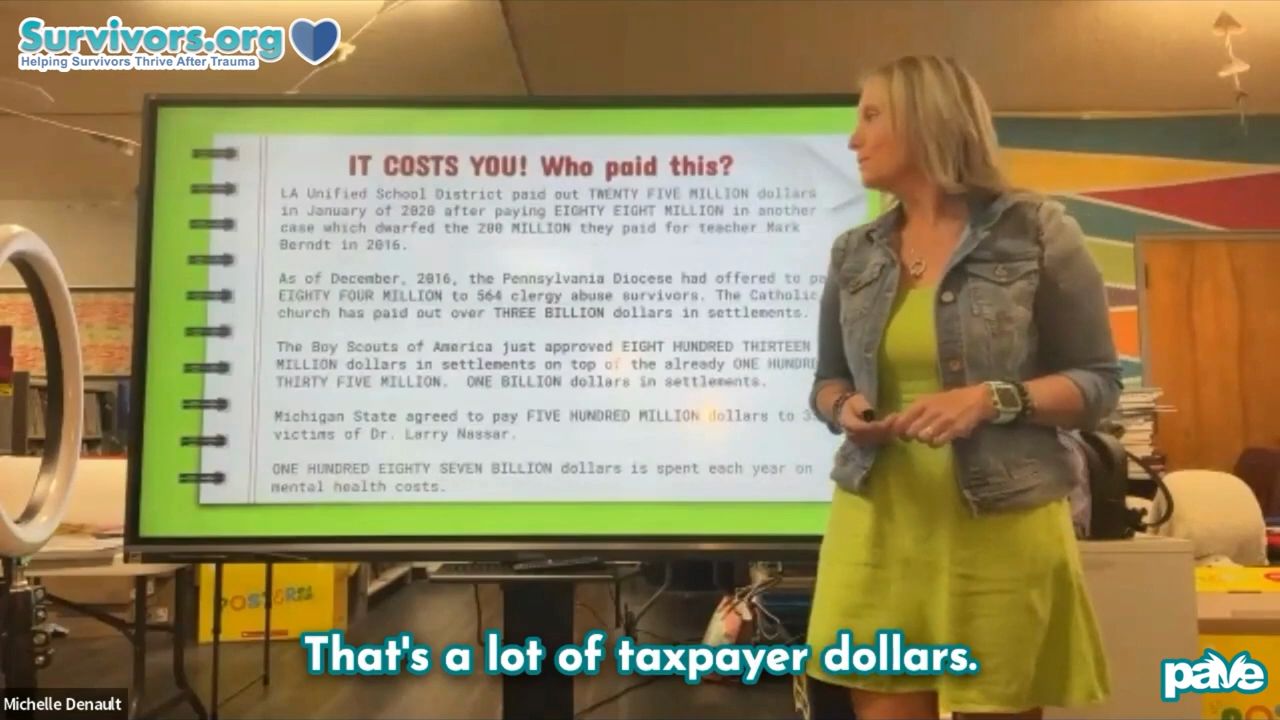 Survivors.org
Helping Survivors Thrive After Trauma
IT COSTS YOU! Who paid this?
LA Unified School District paid out TWENTY FIVE MILLION dollars
in January of 2020 after paying EIGHTY EIGHT MILLION in another
case which dwarfed the 200 MILLION they paid for teacher Mark
Berndt in 2016.
As of December, 2016, the Pennsylvania Diocese had offered to pa
EIGHTY FOUR MILLION to 564 clergy abuse survivors. The Catholic
church has paid out over THREE BILLION dollars in settlements.
The Boy Scouts of America just approved EIGHT HUNDRED THIRTEEN
MILLION dollars in settlements on top of the already ONE HUNDR
THIRTY FIVE MILLION. ONE BILLION dollars in settlements.
Michigan State agreed to pay FIVE HUNDRED MILLION dollars to 3
victims of Dr. Larry Nassar.
ONE HUNDRED EIGHTY SEVEN BILLION dollars is spent each year on
mental health costs.
POSTERS
That's a lot of taxpayer dollars.
Michelle Denault
pave